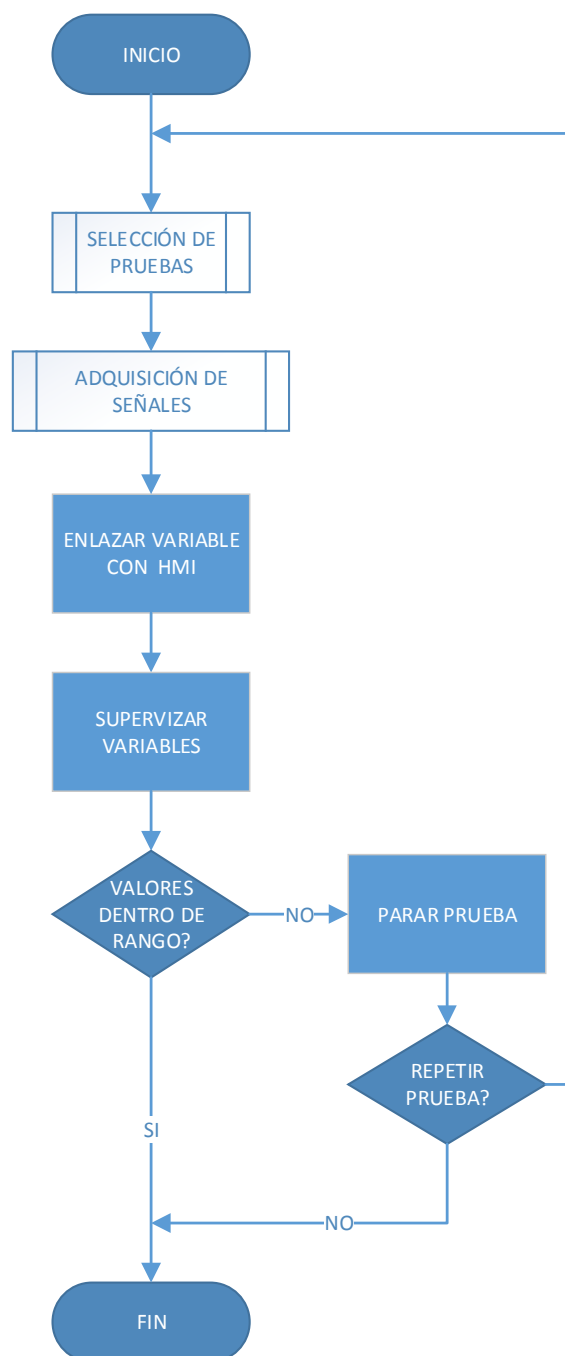 INICIO
SELECCIÓN DE
PRUEBAS
ADQUISICIÓN DE
SEÑALES
ENLAZAR VARIABLE
CON HMI
SUPERVIZAR
VARIABLES
VALORES
DENTRO DE
RANGO?
NO
PARAR PRUEBA
REPETIR
PRUEBA?
SI
NO
FIN